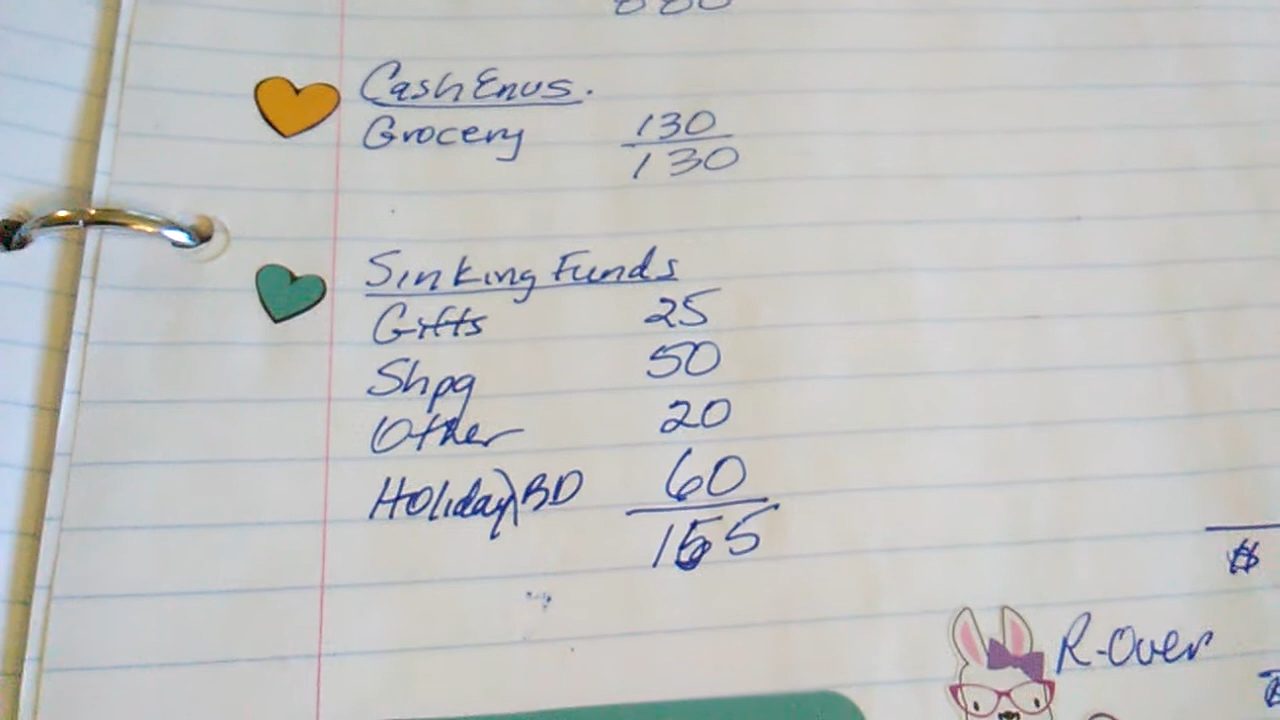 Cash Envs.
Grocery 130
130
Sinking Funds
Gifts 25
Shpg 50
Other 20
Holiday\BD 60
155
R-Over